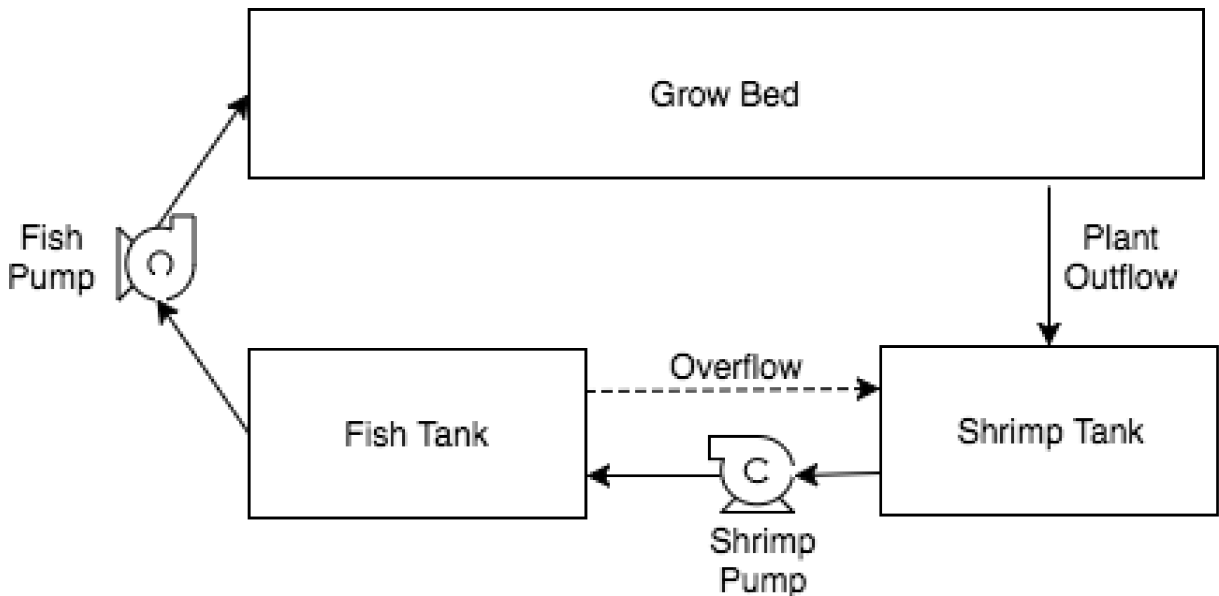 Grow Bed
Fish
Pump
Plant
Outflow
Overflow
Fish Tank
Shrimp Tank
C
C
Shrimp
Pump